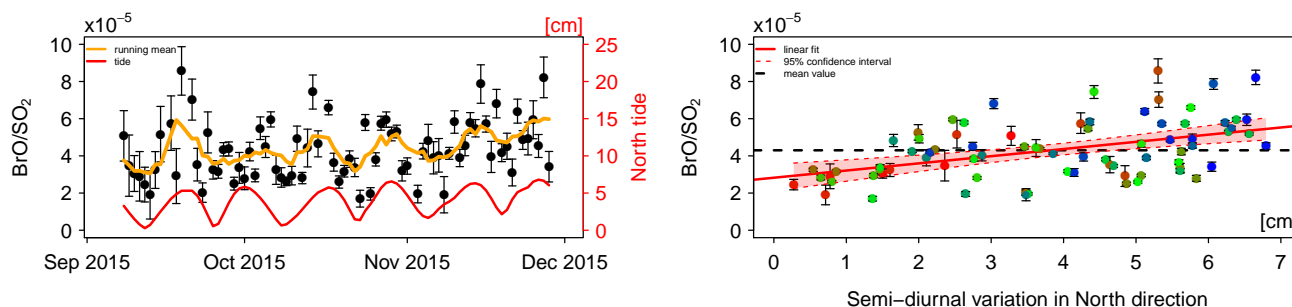 x10⁻⁵
[cm]
running mean
tide
10
8
6
4
2
0
BrO/SO₂
25
20
15
10
5
0
North tide
Sep 2015
Oct 2015
Nov 2015
Dec 2015
x10⁻⁵
linear fit
95% confidence interval
mean value
10
8
6
4
2
0
BrO/SO₂
[cm
0
1
2
3
4
5
6
7
Semi−diurnal variation in North direction